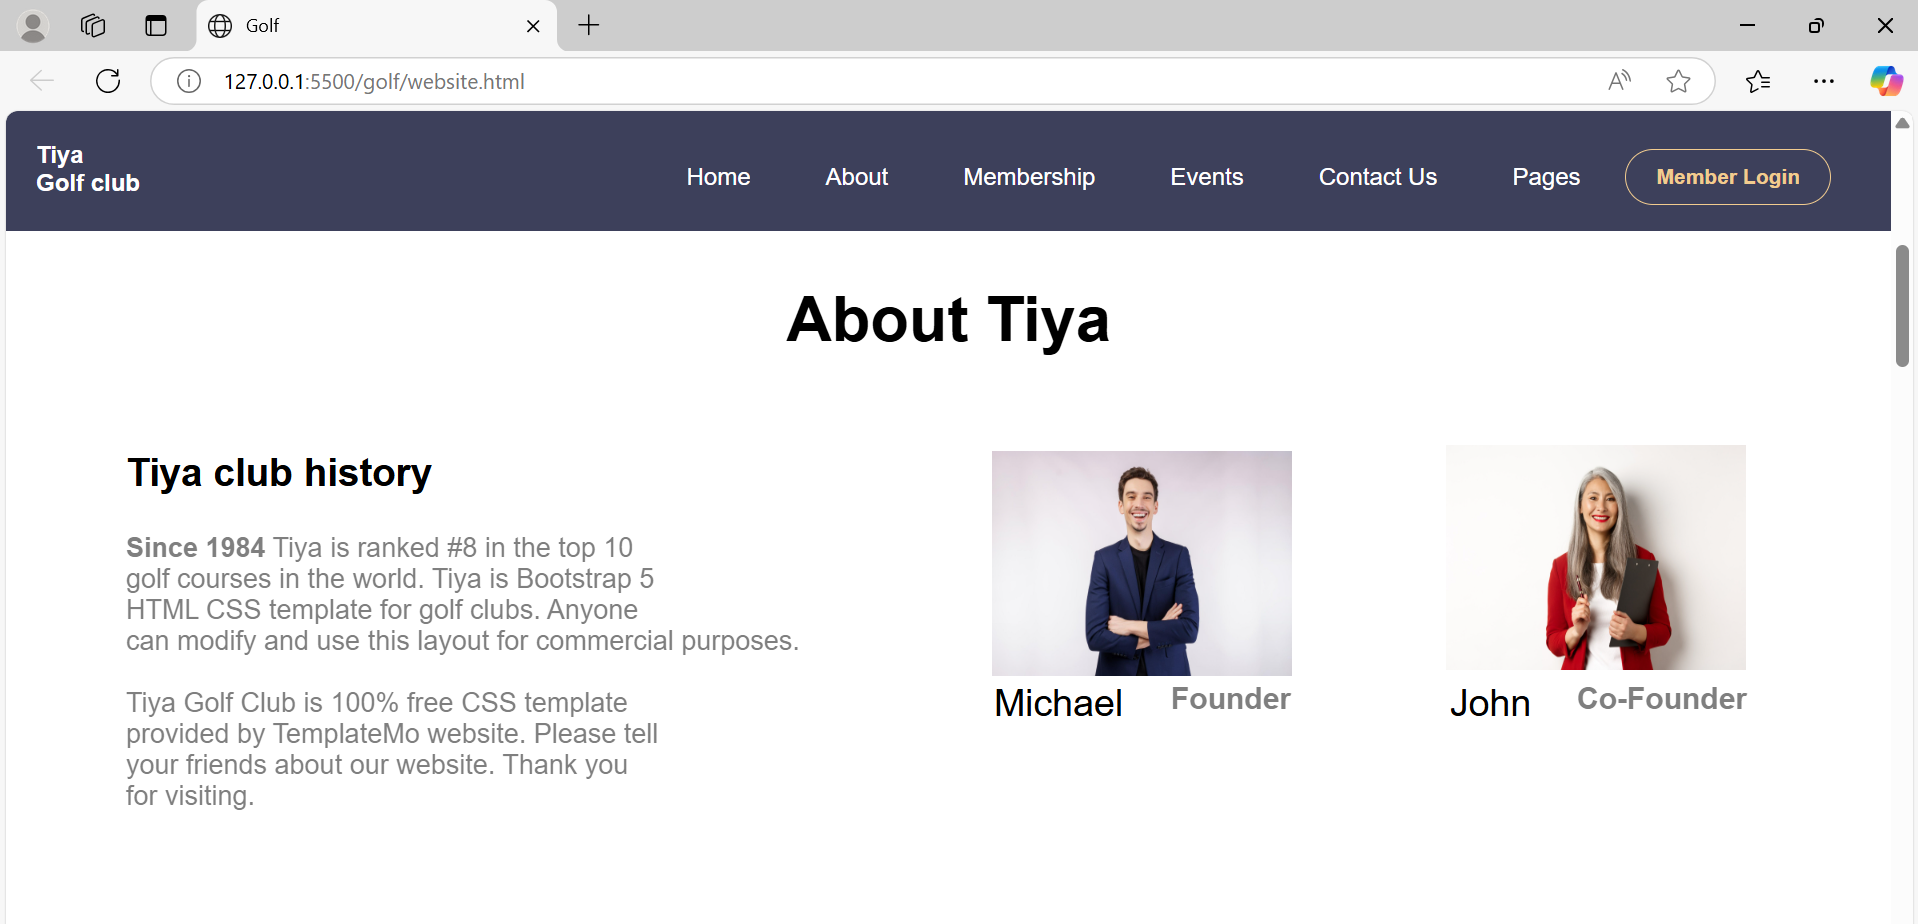 Golf
127.0.0.1:5500/golf/website.html
Tiya
Golf club
Home About Membership Events Contact Us Pages Member Login
About Tiya
Tiya club history
Since 1984 Tiya is ranked #8 in the top 10
golf courses in the world. Tiya is Bootstrap 5
HTML CSS template for golf clubs. Anyone
can modify and use this layout for commercial purposes.
Tiya Golf Club is 100% free CSS template
provided by TemplateMo website. Please tell
your friends about our website. Thank you
for visiting.
Michael Founder
John Co-Founder